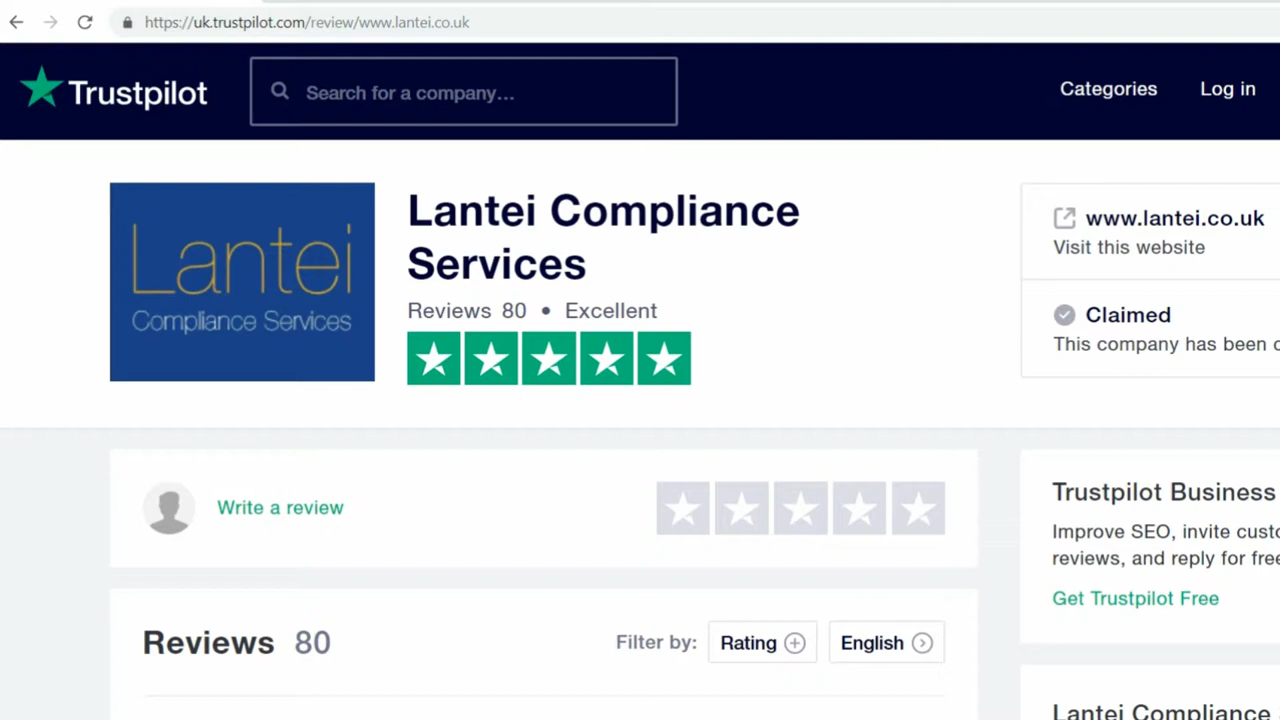 https://uk.trustpilot.com/review/www.lantei.co.uk
Trustpilot
Search for a company...
Categories
Log in
Lantei
Compliance Services
Lantei Compliance
Services
Reviews 80 • Excellent
www.lantei.co.uk
Visit this website
Claimed
This company has been
Write a review
Trustpilot Business
Improve SEO, invite
reviews, and reply for
Get Trustpilot Free
Reviews 80
Filter by:
Rating
English
Lantei Compliance